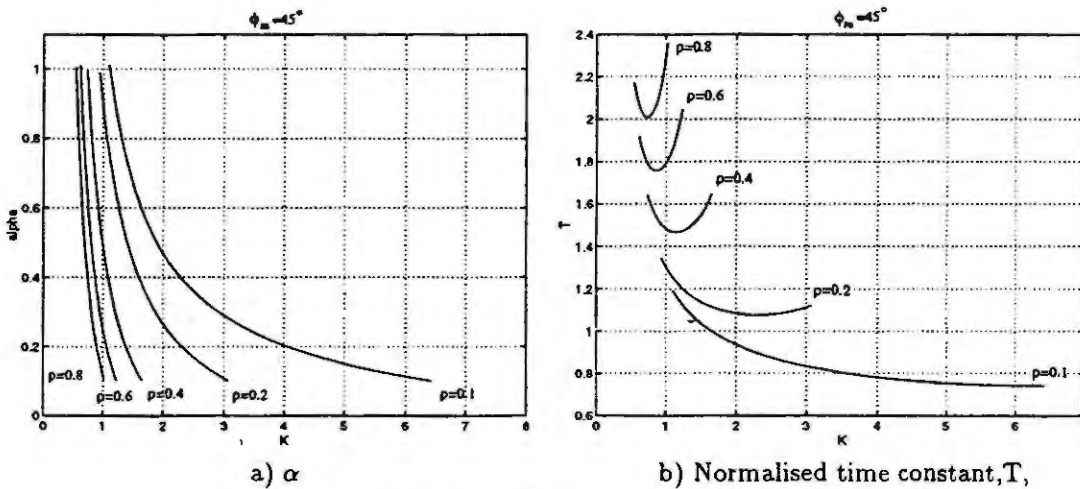 ϕm=45°
1
0.8
0.6
0.4
0.2
0
alpha
ρ=0.8
ρ=0.6
ρ=0.4
ρ=0.2
ρ=0.1
0 1 2 3 4 5 6 7 8
K
a) α
ϕm=45°
2.4
2.2
2
1.8
1.6
1.4
1.2
1
0.8
0.6
T
ρ=0.8
ρ=0.6
ρ=0.4
ρ=0.2
ρ=0.1
0 1 2 3 4 5 6 7
K
b) Normalised time constant,T,